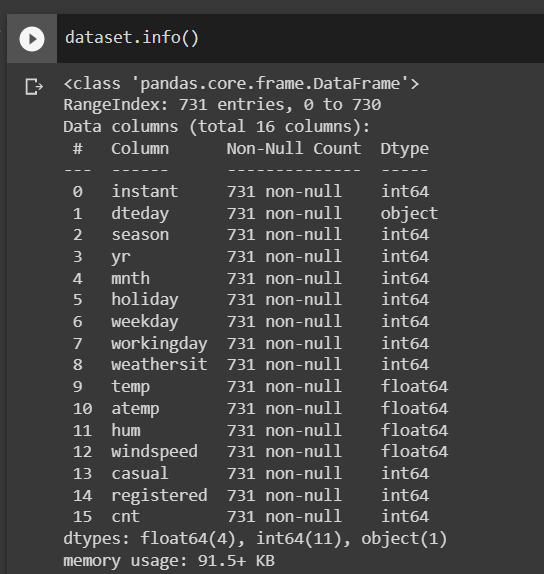 dataset.info()
<class 'pandas.core.frame.DataFrame'>
RangeIndex: 731 entries, 0 to 730
Data columns (total 16 columns):
 #   Column      Non-Null Count  Dtype
---  ------      --------------  -----
 0   instant     731 non-null    int64
 1   dteday      731 non-null    object
 2   season      731 non-null    int64
 3   yr          731 non-null    int64
 4   mnth        731 non-null    int64
 5   holiday     731 non-null    int64
 6   weekday     731 non-null    int64
 7   workingday  731 non-null    int64
 8   weathersit  731 non-null    int64
 9   temp        731 non-null    float64
 10  atemp       731 non-null    float64
 11  hum         731 non-null    float64
 12  windspeed   731 non-null    float64
 13  casual      731 non-null    int64
 14  registered  731 non-null    int64
 15  cnt         731 non-null    int64
dtypes: float64(4), int64(11), object(1)
memory usage: 91.5+ KB